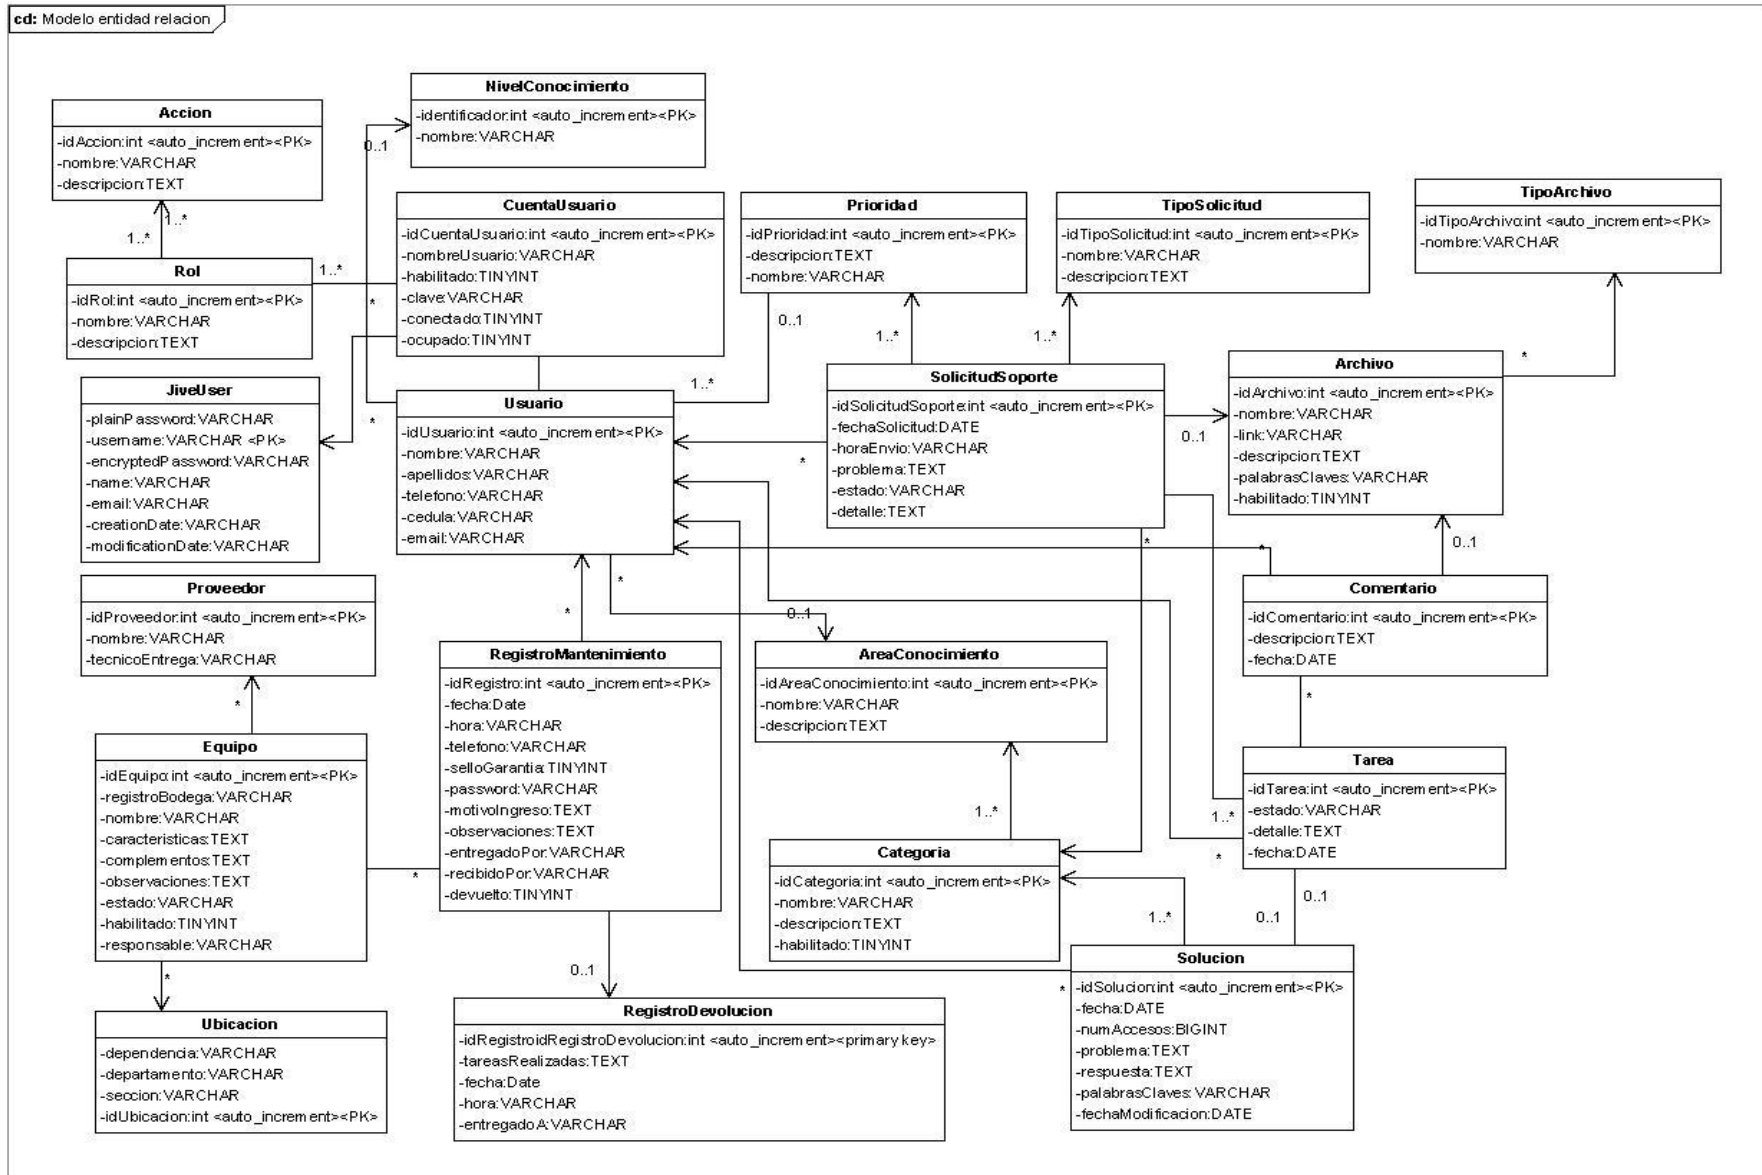 cd: Modelo entidad relacion
NivelConocimiento
-identificador:int <auto_increment><PK>
-nombre:VARCHAR
0..1
Accion
-idAccion:int <auto_increment><PK>
-nombre:VARCHAR
-descripcion:TEXT
1..*
1..*
CuentaUsuario
-idCuentaUsuario:int <auto_increment><PK>
-nombreUsuario:VARCHAR
-habilitado:TINYINT
-clave:VARCHAR
-conectado:TINYINT
-ocupado:TINYINT
Prioridad
-idPrioridad:int <auto_increment><PK>
-descripcion:TEXT
-nombre:VARCHAR
TipoSolicitud
-idTipoSolicitud:int <auto_increment><PK>
-nombre:VARCHAR
-descripcion:TEXT
TipoArchivo
-idTipoArchivo:int <auto_increment><PK>
-nombre:VARCHAR
Rol
-idRol:int <auto_increment><PK>
-nombre:VARCHAR
-descripcion:TEXT
1..*
*
0..1
1..*
1..*
*
JiveUser
-plainPassword:VARCHAR
-username:VARCHAR <PK>
-encryptedPassword:VARCHAR
-name:VARCHAR
-email:VARCHAR
-creationDate:VARCHAR
-modificationDate:VARCHAR
*
1..*
Usuario
-idUsuario:int <auto_increment><PK>
-nombre:VARCHAR
-apellidos:VARCHAR
-telefono:VARCHAR
-cedula:VARCHAR
-email:VARCHAR
SolicitudSoporte
-idSolicitudSoporte:int <auto_increment><PK>
-fechaSolicitud:DATE
-horaEnvio:VARCHAR
-problema:TEXT
-estado:VARCHAR
-detalle:TEXT
*
*
0..1
Archivo
-idArchivo:int <auto_increment><PK>
-nombre:VARCHAR
-link:VARCHAR
-descripcion:TEXT
-palabrasClaves:VARCHAR
-habilitado:TINYINT
0..1
*
Comentario
-idComentario:int <auto_increment><PK>
-descripcion:TEXT
-fecha:DATE
*
Proveedor
-idProveedor:int <auto_increment><PK>
-nombre:VARCHAR
-tecnicoEntrega:VARCHAR
*
*
*
0..1
RegistroMantenimiento
-idRegistro:int <auto_increment><PK>
-fecha:Date
-hora:VARCHAR
-telefono:VARCHAR
-selloGarantia:TINYINT
-password:VARCHAR
-motivoIngreso:TEXT
-observaciones:TEXT
-entregadoPor:VARCHAR
-recibidoPor:VARCHAR
-devuelto:TINYINT
AreaConocimiento
-idAreaConocimiento:int <auto_increment><PK>
-nombre:VARCHAR
-descripcion:TEXT
1..*
Equipo
-idEquipo:int <auto_increment><PK>
-registroBodega:VARCHAR
-nombre:VARCHAR
-caracteristicas:TEXT
-complementos:TEXT
-observaciones:TEXT
-estado:VARCHAR
-habilitado:TINYINT
-responsable:VARCHAR
*
*
Tarea
-idTarea:int <auto_increment><PK>
-estado:VARCHAR
-detalle:TEXT
-fecha:DATE
1..*
*
0..1
0..1
Categoria
-idCategoria:int <auto_increment><PK>
-nombre:VARCHAR
-descripcion:TEXT
-habilitado:TINYINT
1..*
0..1
*
Solucion
-idSolucion:int <auto_increment><PK>
-fecha:DATE
-numAccesos:BIGINT
-problema:TEXT
-respuesta:TEXT
-palabrasClaves:VARCHAR
-fechaModificacion:DATE
Ubicacion
-dependencia:VARCHAR
-departamento:VARCHAR
-seccion:VARCHAR
-idUbicacion:int <auto_increment><PK>
RegistroDevolucion
-idRegistroidRegistroDevolucion:int <auto_increment><primary key>
-tareasRealizadas:TEXT
-fecha:Date
-hora:VARCHAR
-entregadoA:VARCHAR